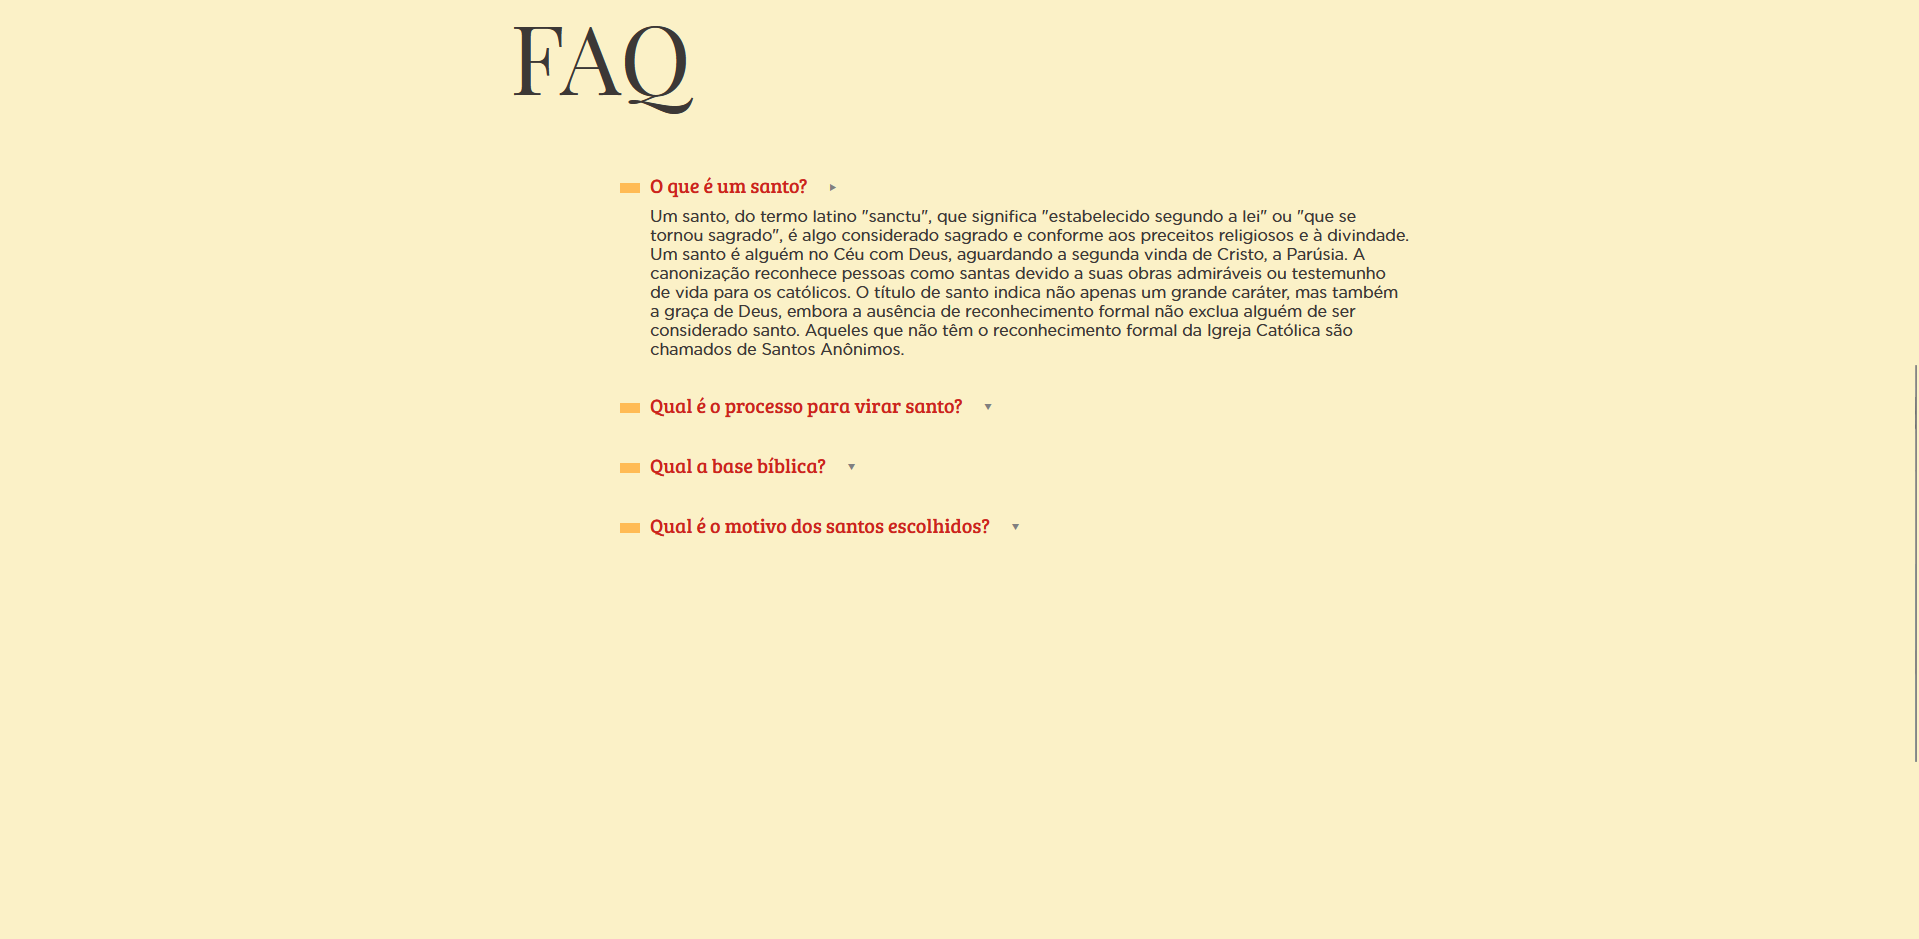 FAQ
O que é um santo?
Um santo, do termo latino "sanctu", que significa "estabelecido segundo a lei" ou "que se
tornou sagrado", é algo considerado sagrado e conforme aos preceitos religiosos e à divindade.
Um santo é alguém no Céu com Deus, aguardando a segunda vinda de Cristo, a Parúsia. A
canonização reconhece pessoas como santas devido a suas obras admiráveis ou testemunho
de vida para os católicos. O título de santo indica não apenas um grande caráter, mas também
a graça de Deus, embora a ausência de reconhecimento formal não exclua alguém de ser
considerado santo. Aqueles que não têm o reconhecimento formal da Igreja Católica são
chamados de Santos Anônimos.
Qual é o processo para virar santo?
Qual a base bíblica?
Qual é o motivo dos santos escolhidos?